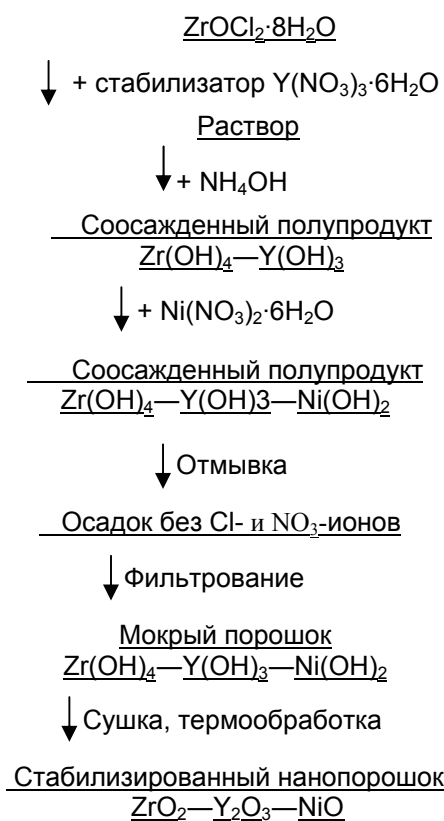 ZrOCl₂·8H₂O
+ стабилизатор Y(NO₃)₃·6H₂O
Раствор
+ NH₄OH
Соосажденный полупродукт
Zr(OH)₄—Y(OH)₃
+ Ni(NO₃)₂·6H₂O
Соосажденный полупродукт
Zr(OH)₄—Y(OH)3—Ni(OH)₂
Отмывка
Осадок без Cl- и NO₃-ионов
Фильтрование
Мокрый порошок
Zr(OH)₄—Y(OH)₃—Ni(OH)₂
Сушка, термообработка
Стабилизированный нанопорошок
ZrO₂—Y₂O₃—NiO